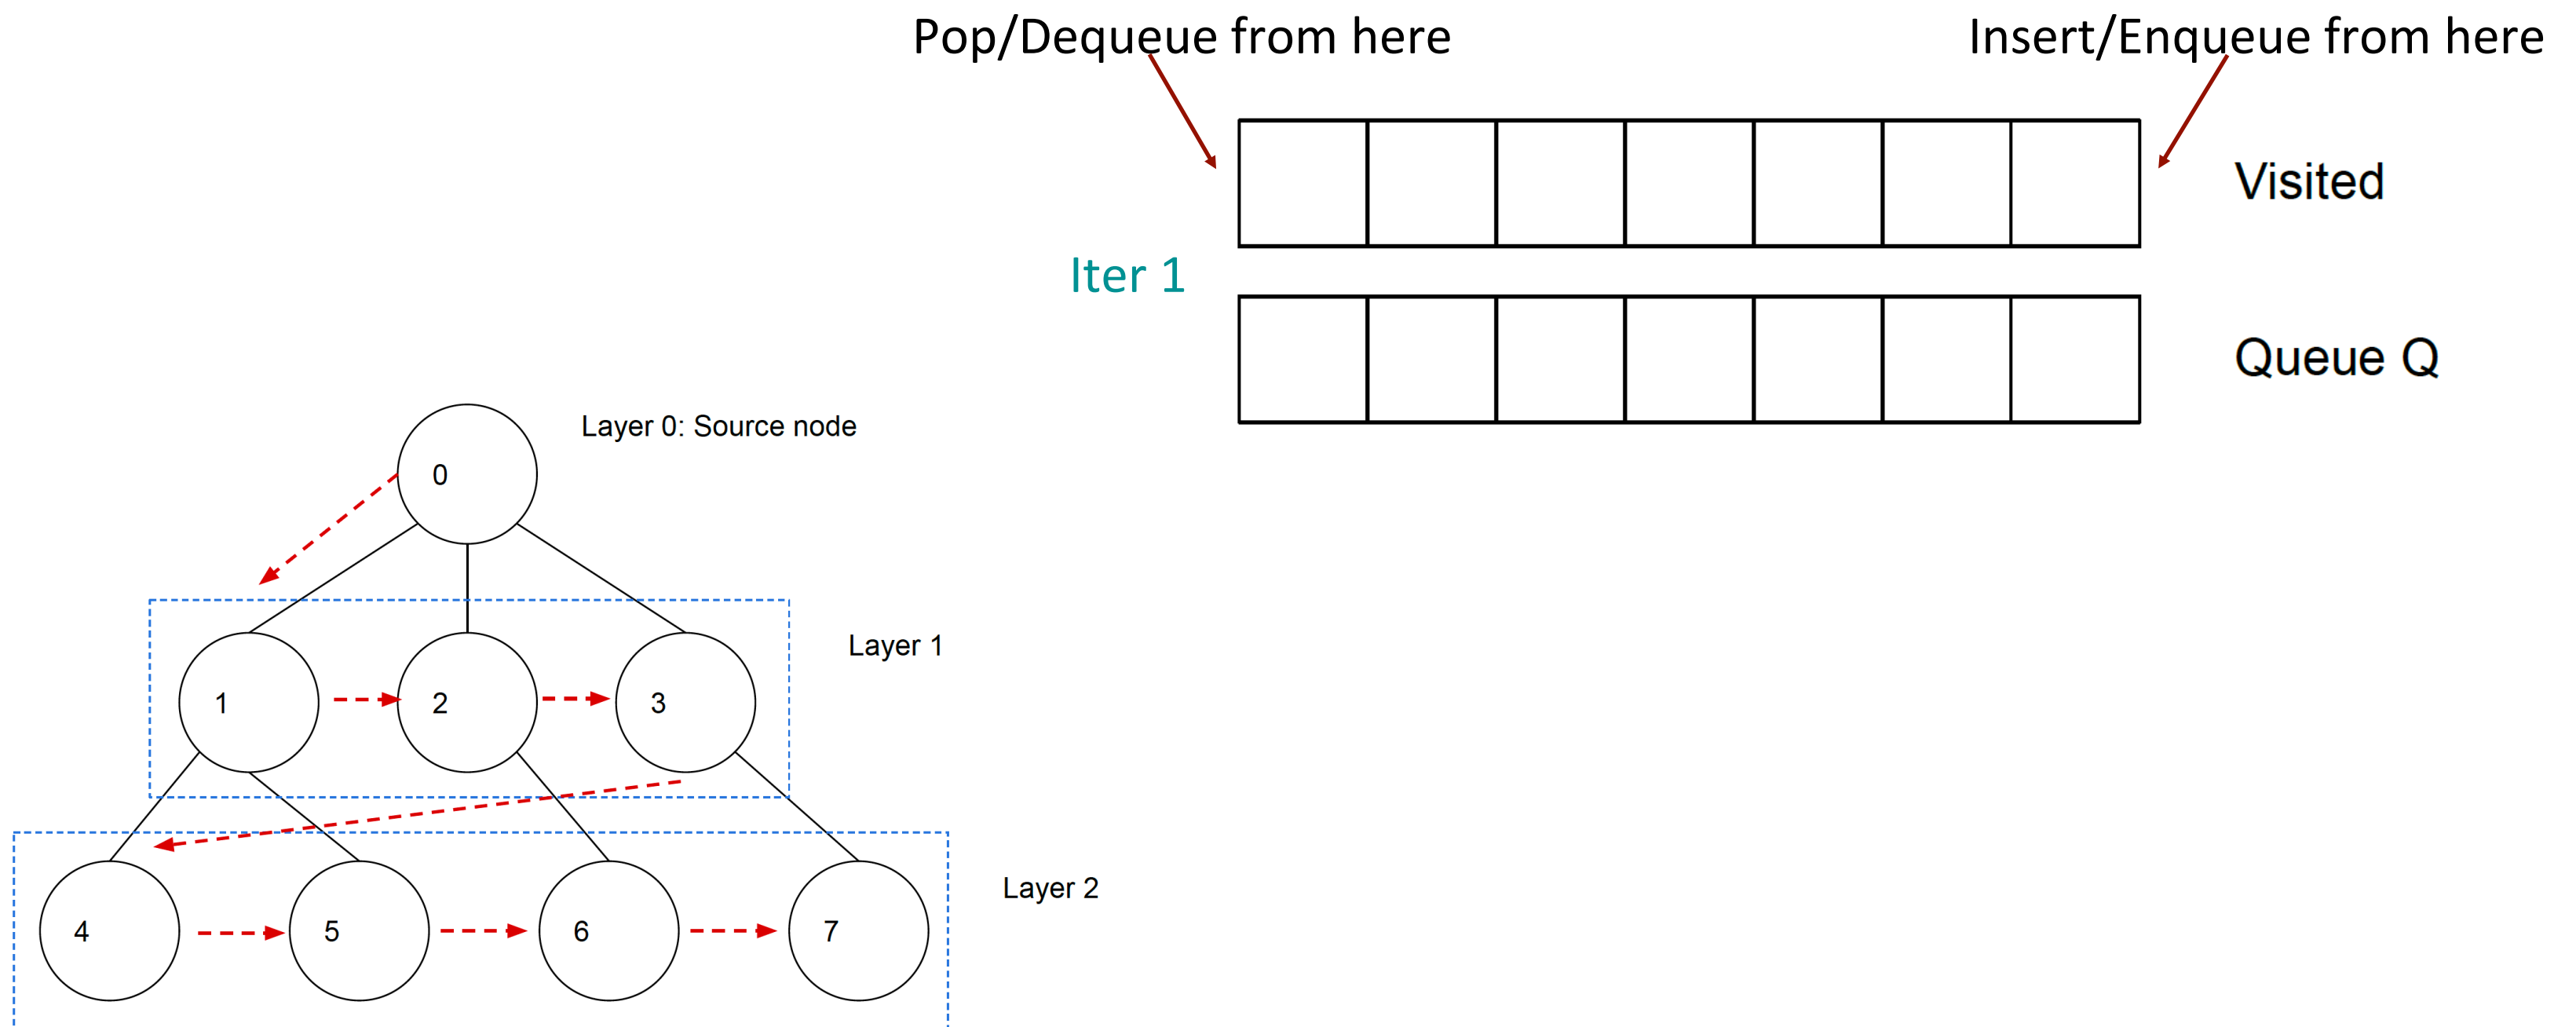 Pop/Dequeue from here
Insert/Enqueue from here
Visited
Iter 1
Queue Q
Layer 0: Source node
0
Layer 1
1
2
3
Layer 2
4
5
6
7